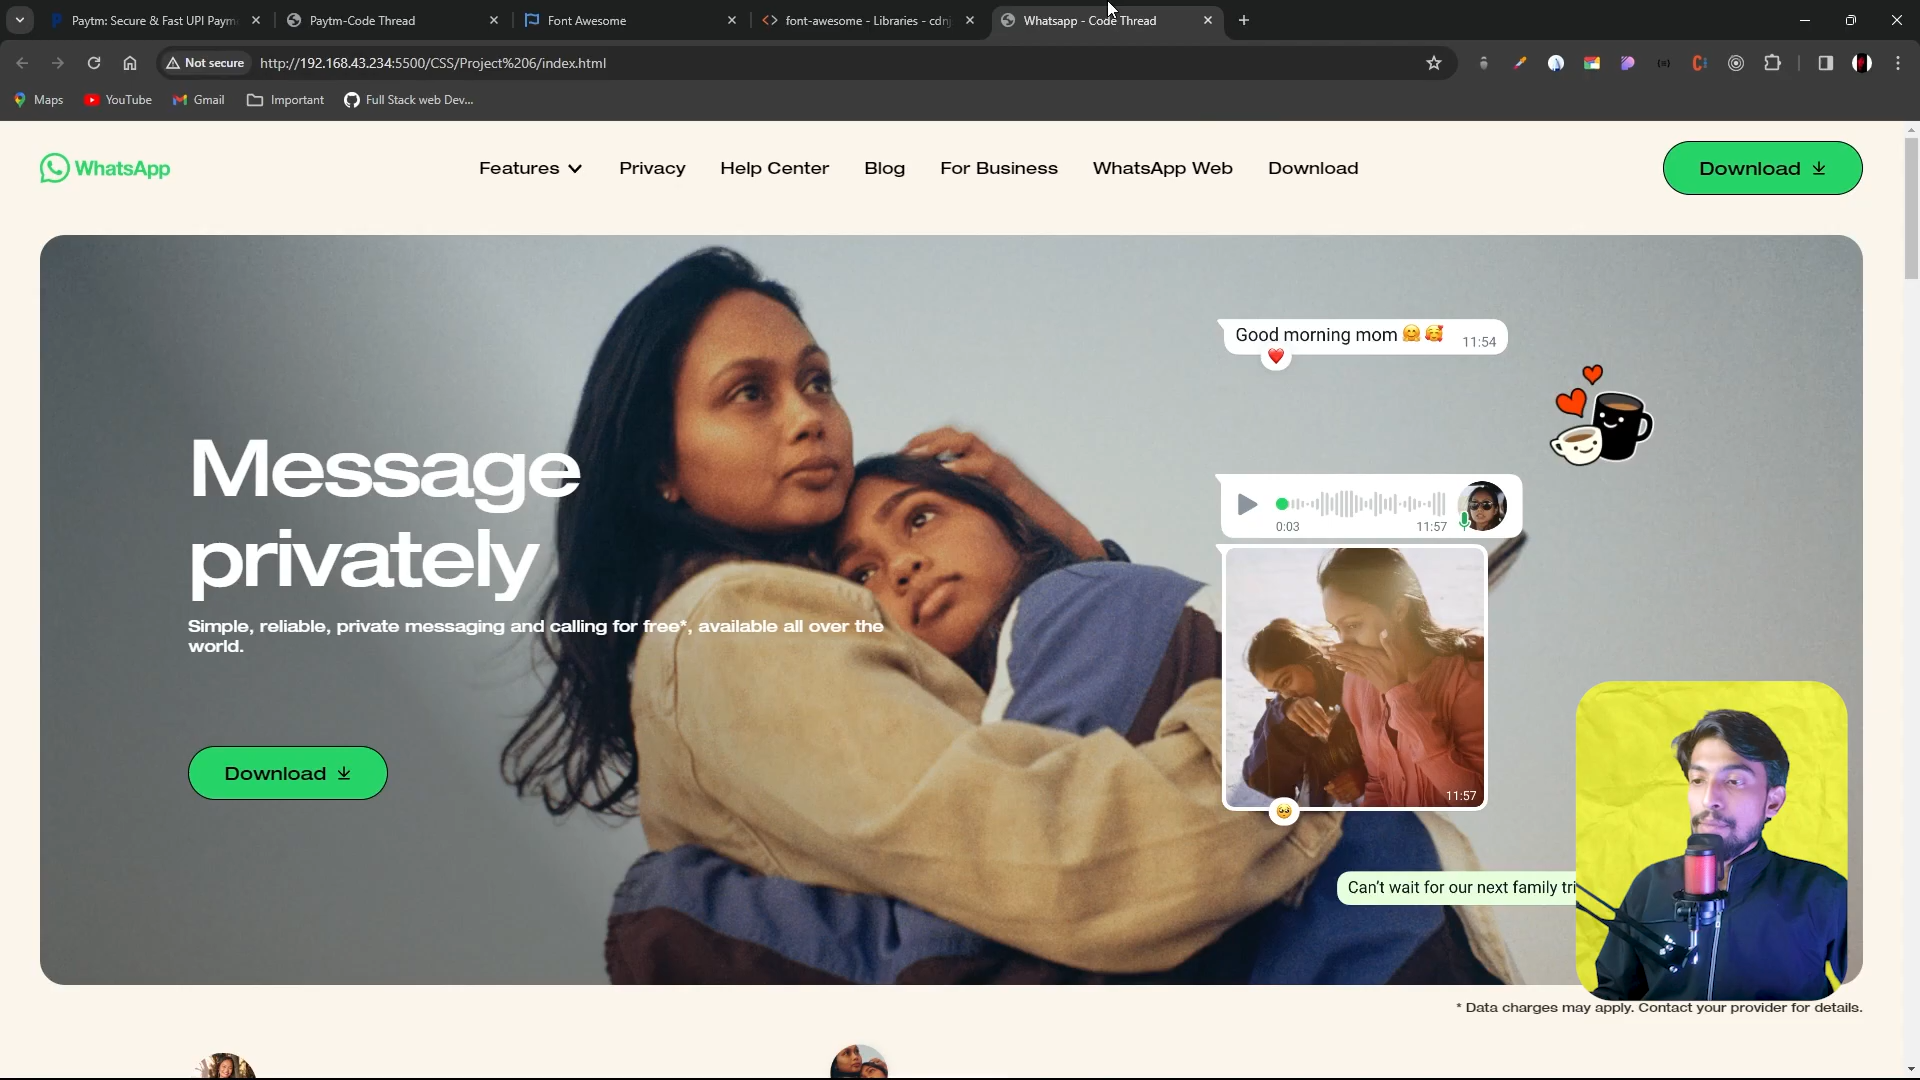 Paytm: Secure & Fast UPI Payme
Paytm-Code Thread
Font Awesome
font-awesome - Libraries - cdnj
Whatsapp - Code Thread
Not secure
http://192.168.43.234:5500/CSS/Project%206/index.html
Maps
YouTube
Gmail
Important
Full Stack web Dev...
WhatsApp
Features
Privacy
Help Center
Blog
For Business
WhatsApp Web
Download
Download
Good morning mom 🤗 🥰 11:54
0:03 11:57
Message
privately
Simple, reliable, private messaging and calling for free*, available all over the
world.
Download
11:57
Can't wait for our next family tri
* Data charges may apply. Contact your provider for details.